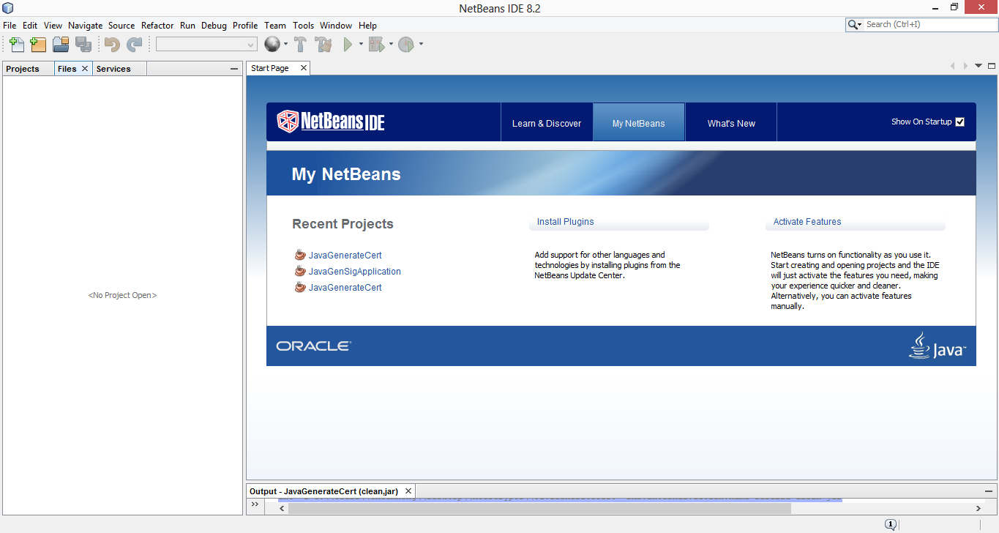 NetBeans IDE 8.2
File Edit View Navigate Source Refactor Run Debug Profile Team Tools Window Help
Search (Ctrl+I)
Projects Files Services
Start Page
NetBeans IDE
Learn & Discover
My NetBeans
What's New
Show On Startup
My NetBeans
Recent Projects
JavaGenerateCert
JavaGenSigApplication
JavaGenerateCert
Install Plugins
Add support for other languages and
technologies by installing plugins from the
NetBeans Update Center.
Activate Features
NetBeans turns on functionality as you use it.
Start creating and opening projects and the IDE
will just activate the features you need, making
your experience quicker and cleaner.
Alternatively, you can activate features
manually.
<No Project Open>
ORACLE
Java™
Output - JavaGenerateCert (clean,jar)
1